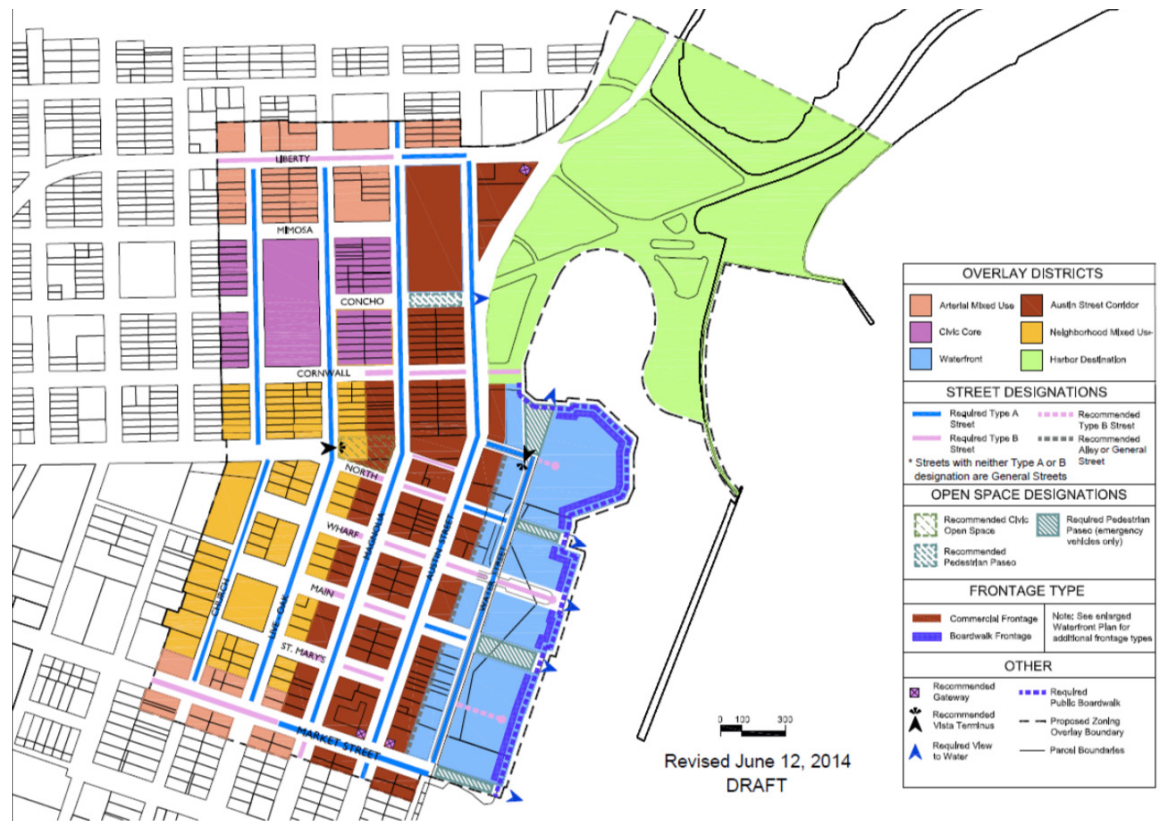 LIBERTY
MIMOSA
CONCHO
CORNWALL
NORTH
WHARF
MAIN
ST. MARY'S
CHURCH
LIVE OAK
MAGNOLIA
AUSTIN STREET
WATER STREET
MARKET STREET
0 100 300
Revised June 12, 2014
DRAFT
OVERLAY DISTRICTS
Arterial Mixed Use
Austin Street Corridor
Civic Core
Neighborhood Mixed Use
Waterfront
Harbor Destination
STREET DESIGNATIONS
Required Type A
Street
Recommended
Type B Street
Required Type B
Street
Recommended
Alley or General
Street
* Streets with neither Type A or B
designation are General Streets
OPEN SPACE DESIGNATIONS
Recommended Civic
Open Space
Required Pedestrian
Paseo (emergency
vehicles only)
Recommended
Pedestrian Paseo
FRONTAGE TYPE
Commercial Frontage
Boardwalk Frontage
Note: See enlarged
Waterfront Plan for
additional frontage types
OTHER
Recommended
Gateway
Required
Public Boardwalk
Recommended
Vista Terminus
Proposed Zoning
Overlay Boundary
Required View
to Water
Parcel Boundaries